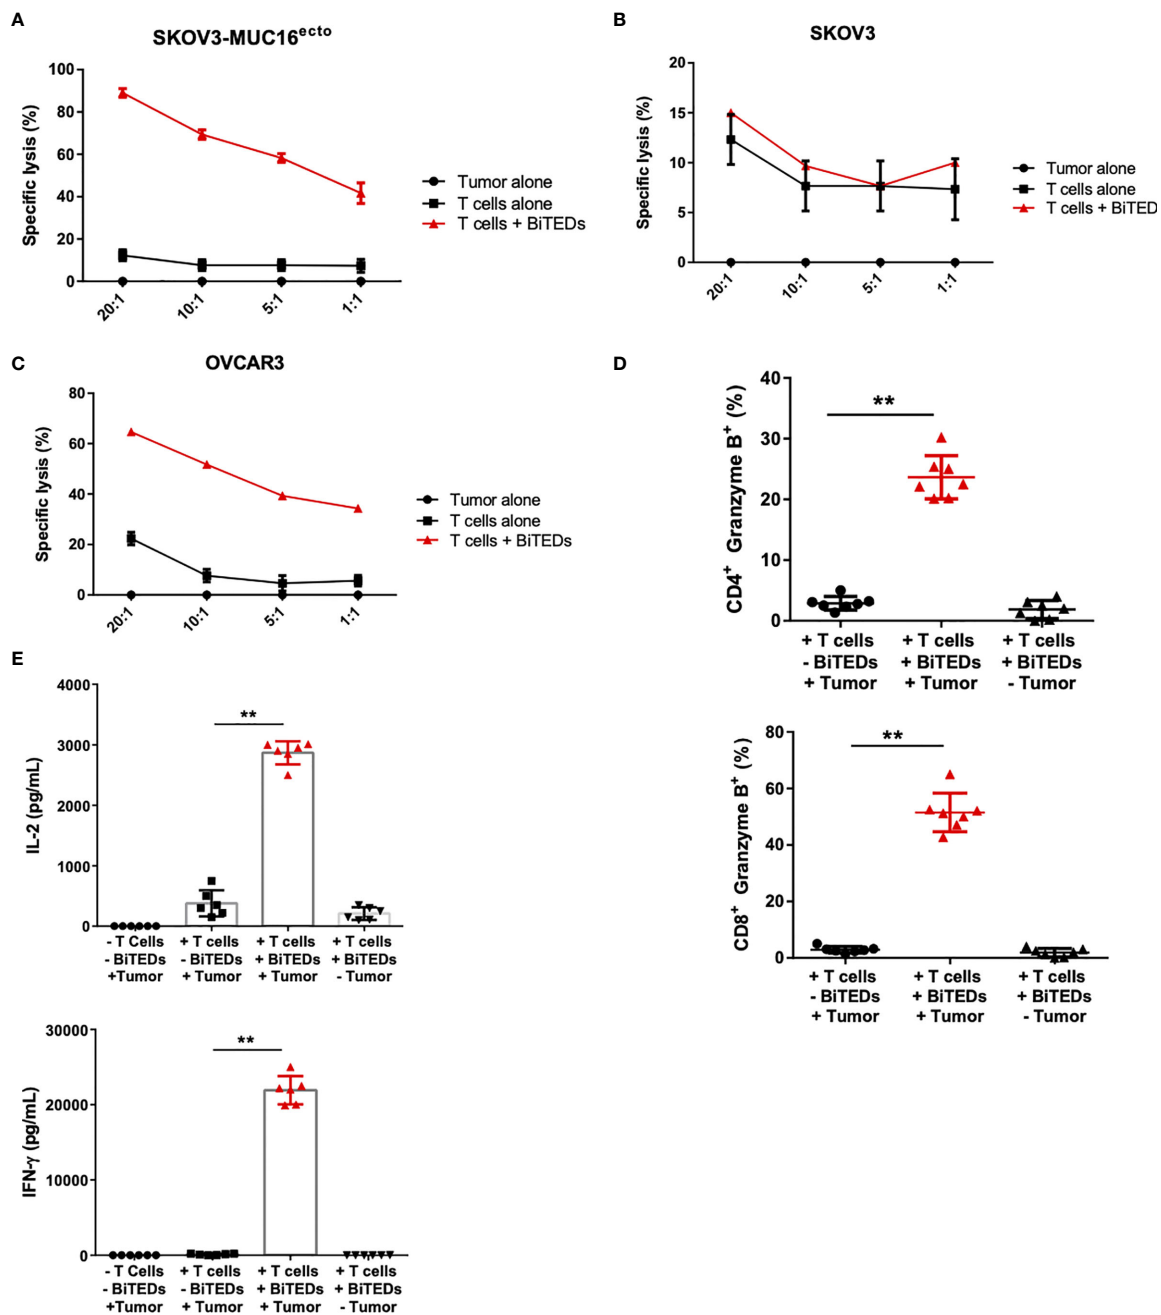 A
SKOV3-MUC16ecto
100
80
60
40
20
0
Specific lysis (%)
20:1
10:1
5:1
1:1
Tumor alone
T cells alone
T cells + BiTEDs
B
SKOV3
20
15
10
5
0
Specific lysis (%)
20:1
10:1
5:1
1:1
Tumor alone
T cells alone
T cells + BiTED
C
OVCAR3
80
60
40
20
0
Specific lysis (%)
20:1
10:1
5:1
1:1
Tumor alone
T cells alone
T cells + BiTEDs
D
40
30
20
10
0
CD4+ Granzyme B+ (%)
**
+ T cells
- BiTEDs
+ Tumor
+ T cells
+ BiTEDs
+ Tumor
+ T cells
+ BiTEDs
- Tumor
80
60
40
20
0
CD8+ Granzyme B+ (%)
**
+ T cells
- BiTEDs
+ Tumor
+ T cells
+ BiTEDs
+ Tumor
+ T cells
+ BiTEDs
- Tumor
E
4000
3000
2000
1000
0
IL-2 (pg/mL)
**
- T Cells
- BiTEDs
+Tumor
+ T cells
- BiTEDs
+ Tumor
+ T cells
+ BiTEDs
+ Tumor
+ T cells
+ BiTEDs
- Tumor
30000
20000
10000
0
IFN-γ (pg/mL)
**
- T Cells
- BiTEDs
+Tumor
+ T cells
- BiTEDs
+ Tumor
+ T cells
+ BiTEDs
+ Tumor
+ T cells
+ BiTEDs
- Tumor